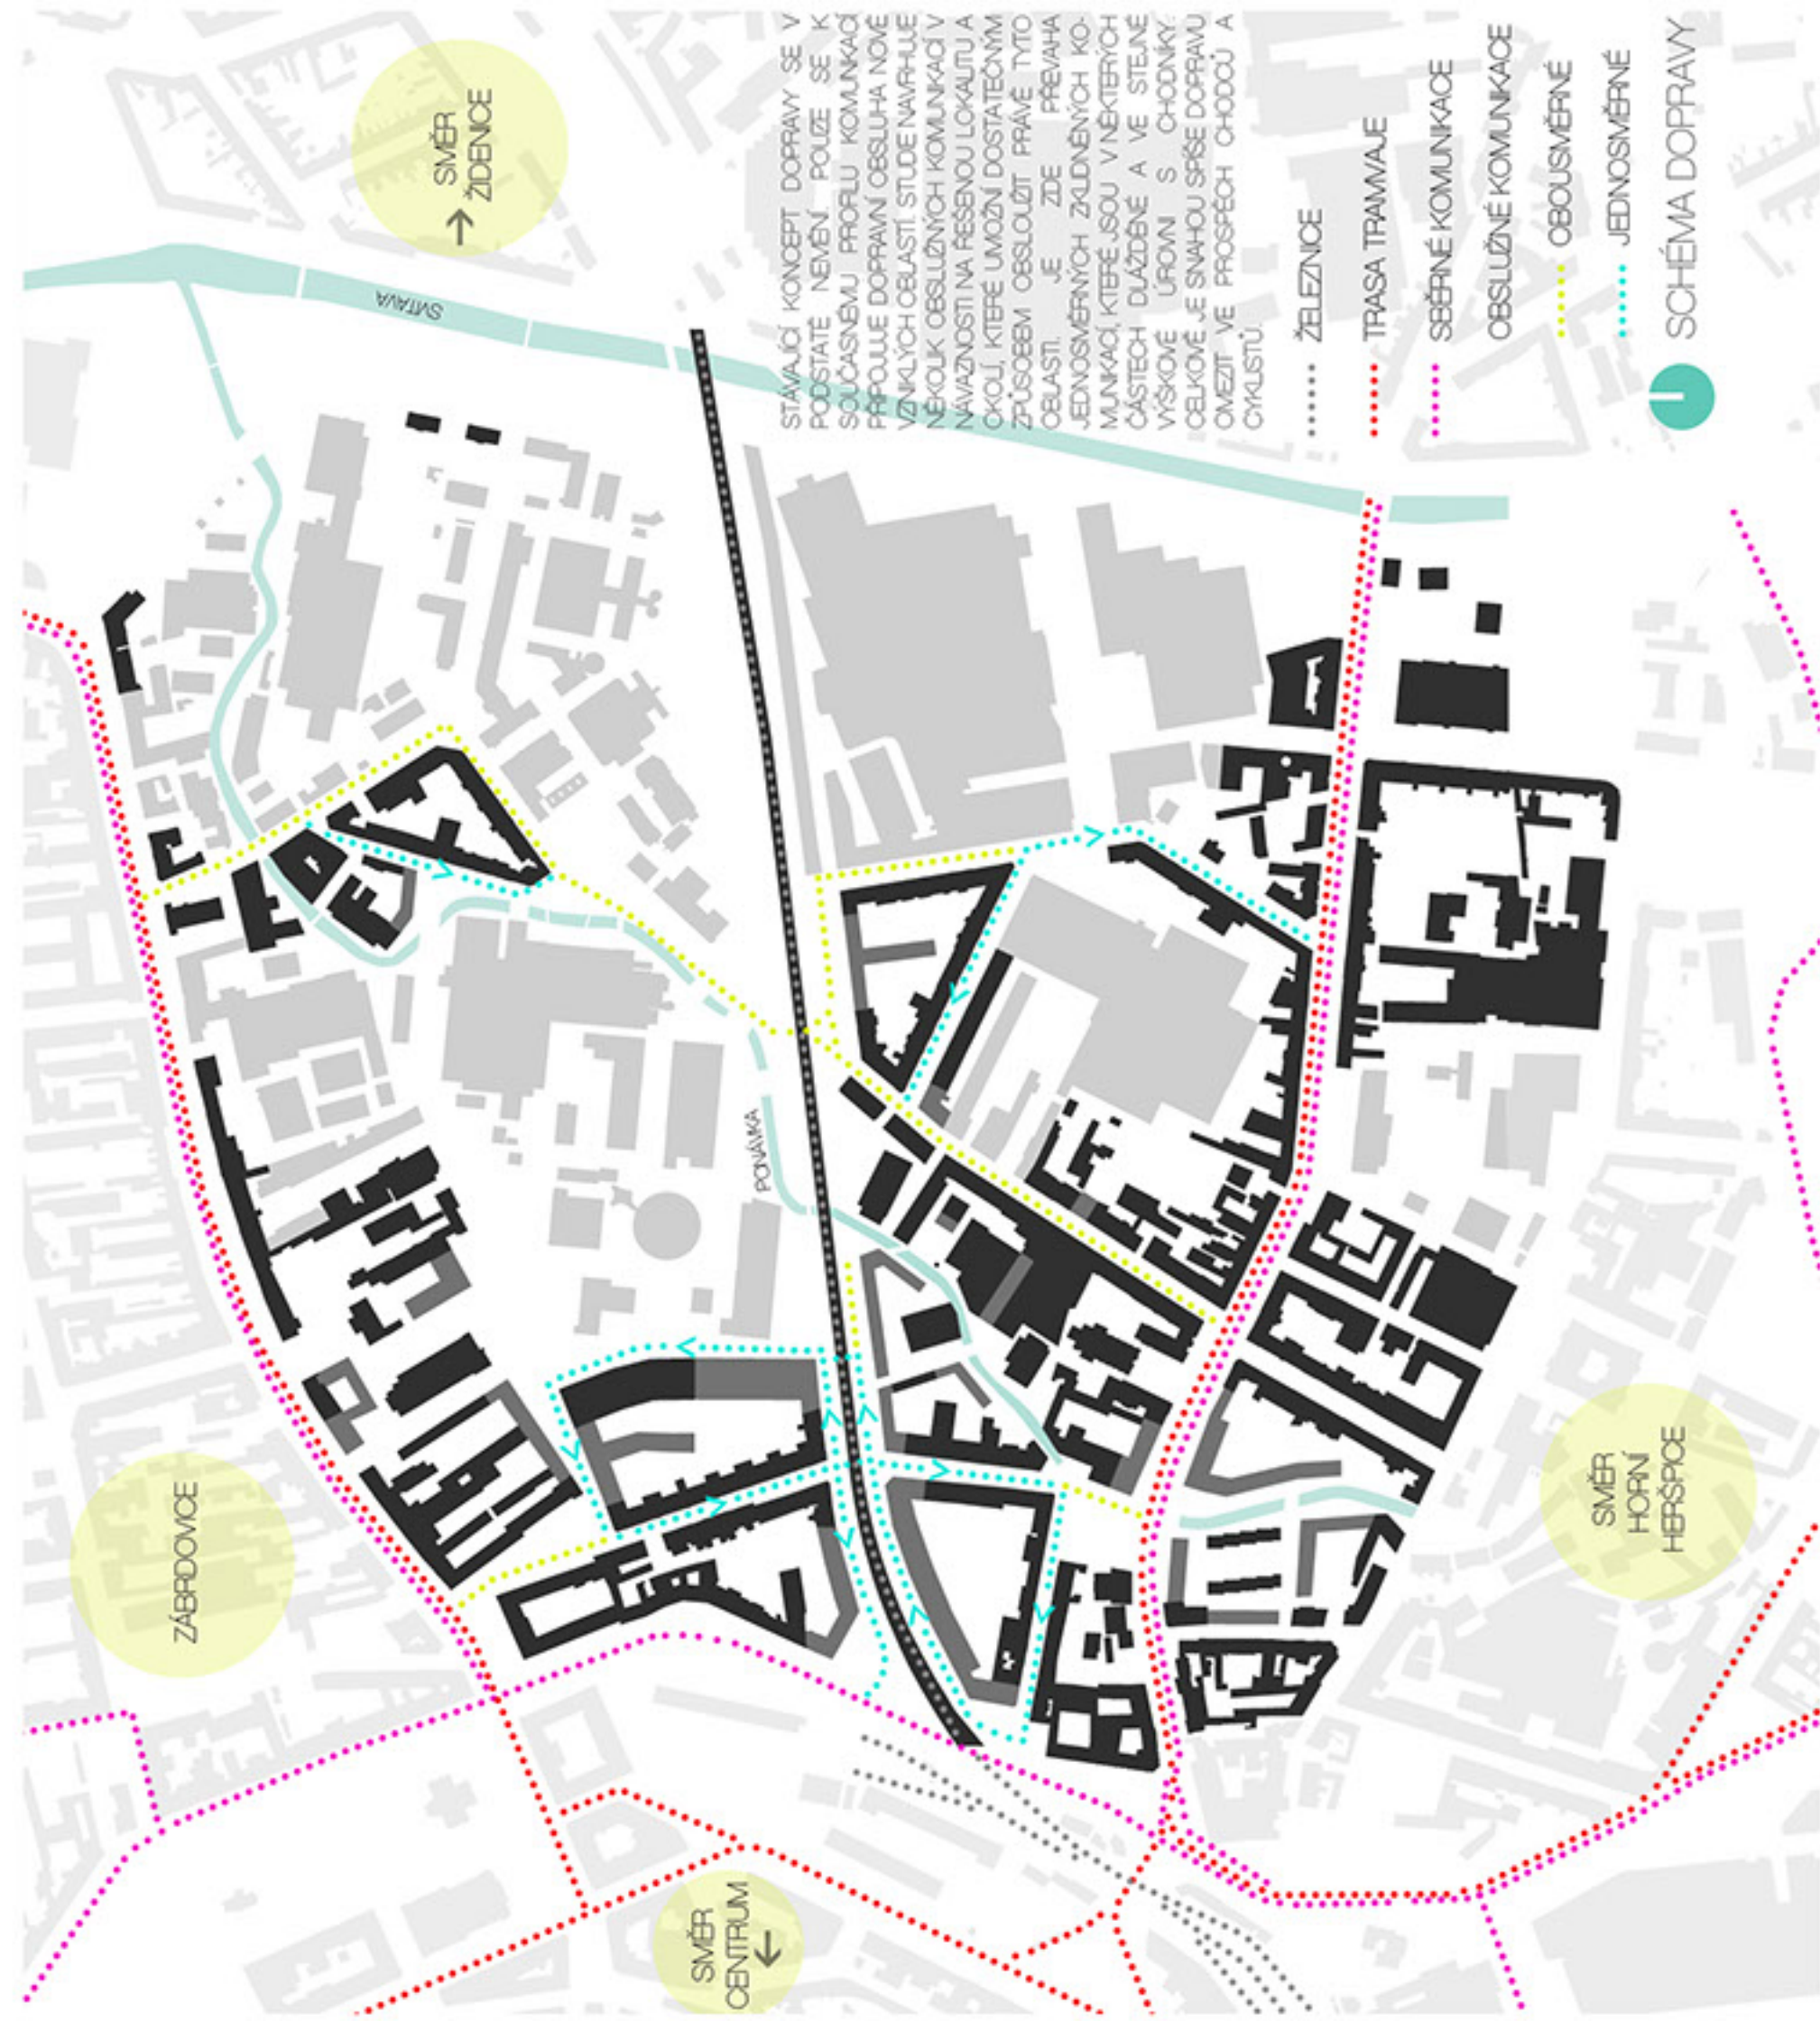 ZÁBRDOVICE
SMĚR
CENTRUM
SMĚR
ŽIDENICE
SMĚR
HORNÍ
HERŠPICE
SVITAVA
PONÁVKA
STÁVAJÍCÍ KONCEPT DOPRAVY SE V
PODSTATĚ NEMĚNÍ. POUZE SE K
SOUČASNÉMU PROFILU KOMUNIKACÍ
PŘIPOJUJE DOPRAVNÍ OBSLUHA NOVĚ
VZNIKLÝCH OBLASTÍ. STUDIE NAVRHUJE
NĚKOLIK OBSLUŽNÝCH KOMUNIKACÍ V
NÁVAZNOSTI NA ŘEŠENOU LOKALITU A
OKOLÍ, KTERÉ UMOŽNÍ DOSTATEČNÝM
ZPŮSOBEM OBSLOUŽIT PRÁVĚ TYTO
OBLASTI. JE ZDE PŘEVAHA
JEDNOSMĚRNÝCH ZKLIDNĚNÝCH KO-
MUNIKACÍ, KTERÉ JSOU V NĚKTERÝCH
ČÁSTECH DLÁŽDĚNÉ A VE STEJNÉ
VÝŠKOVÉ ÚROVNI S CHODNÍKY.
CELKOVĚ JE SNAHOU SPÍŠE DOPRAVU
OMEZIT VE PROSPĚCH CHODCŮ A
CYKLISTŮ.
ŽELEZNICE
TRASA TRAMVAJE
SBĚRNÉ KOMUNIKACE
OBSLUŽNÉ KOMUNIKACE
OBOUSMĚRNÉ
JEDNOSMĚRNÉ
SCHÉMA DOPRAVY